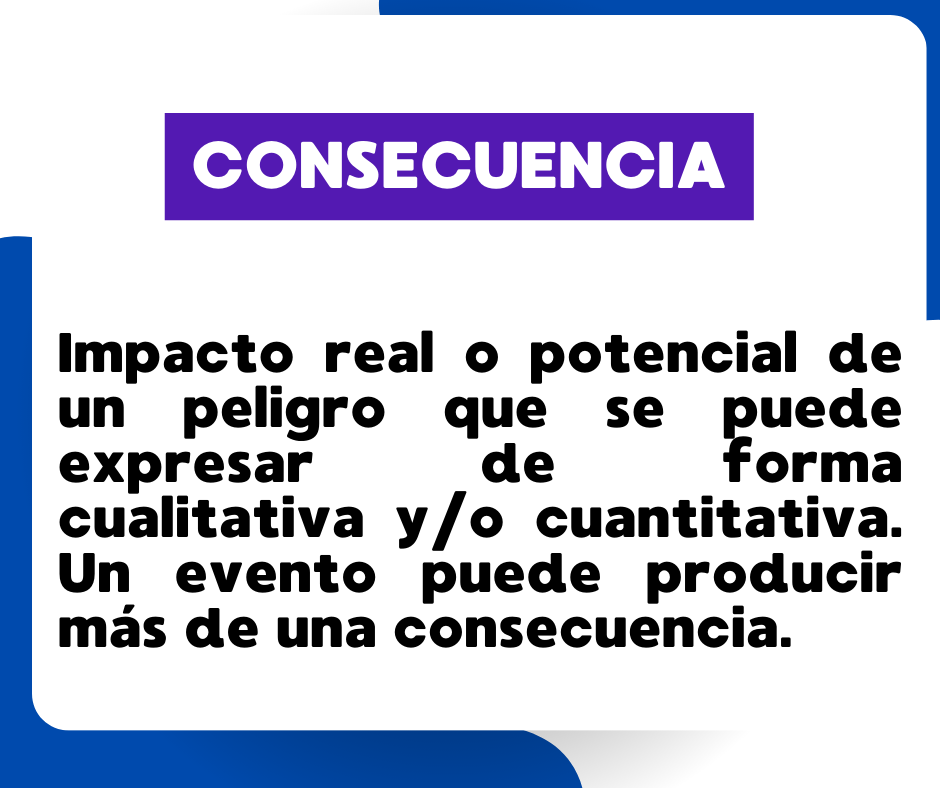 CONSECUENCIA
Impacto real o potencial de
un peligro que se puede
expresar de forma
cualitativa y/o cuantitativa.
Un evento puede producir
más de una consecuencia.